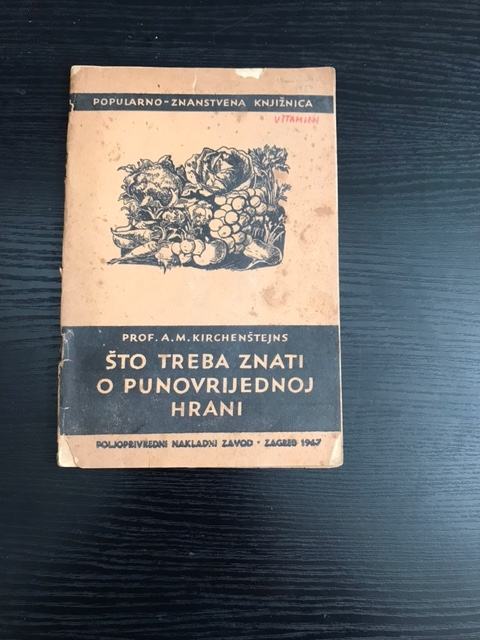 POPULARNO-ZNANSTVENA KNJIŽNICA
VITAMINI
PROF. A. M. KIRCHENŠTEJNS
ŠTO TREBA ZNATI
O PUNOVRIJEDNOJ
HRANI
POLJOPRIVREDNI NAKLADNI ZAVOD • ZAGREB 1947